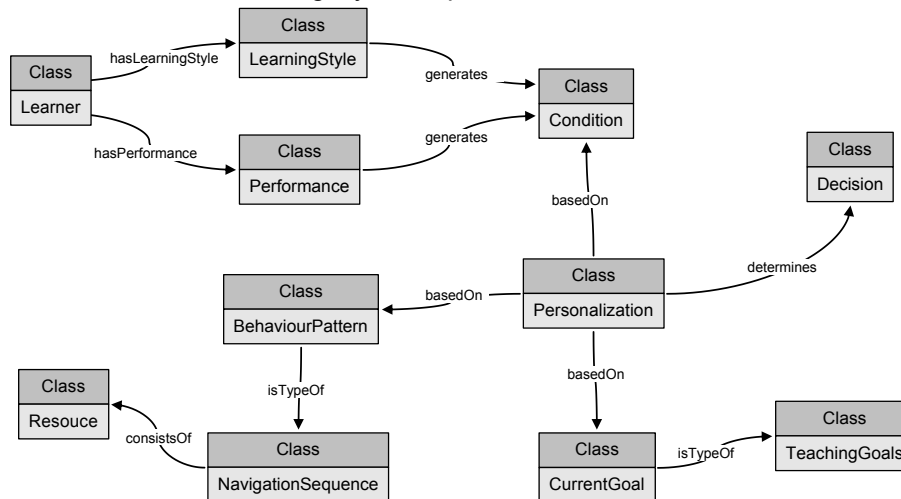 Class
LearningStyle
hasLearningStyle
Class
Learner
generates
Class
Condition
hasPerformance
Class
Performance
generates
Class
Decision
basedOn
determines
Class
Personalization
Class
BehaviourPattern
basedOn
isTypeOf
basedOn
Class
Resouce
consistsOf
Class
NavigationSequence
Class
CurrentGoal
isTypeOf
Class
TeachingGoals